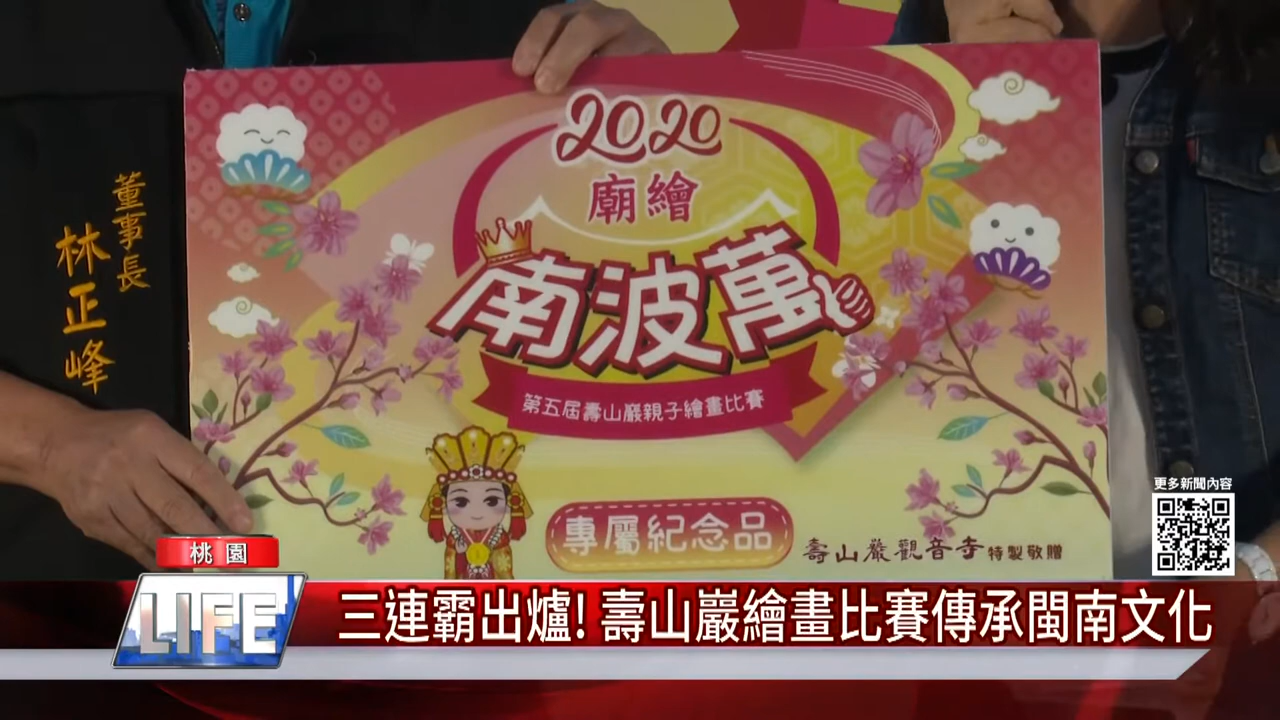 董事長
林正峰
2020
廟繪
南波萬
第五屆壽山巖親子繪畫比賽
專屬紀念品
壽山巖觀音寺特製敬贈
更多新聞內容
桃園
LIFE
三連霸出爐!壽山巖繪畫比賽傳承閩南文化